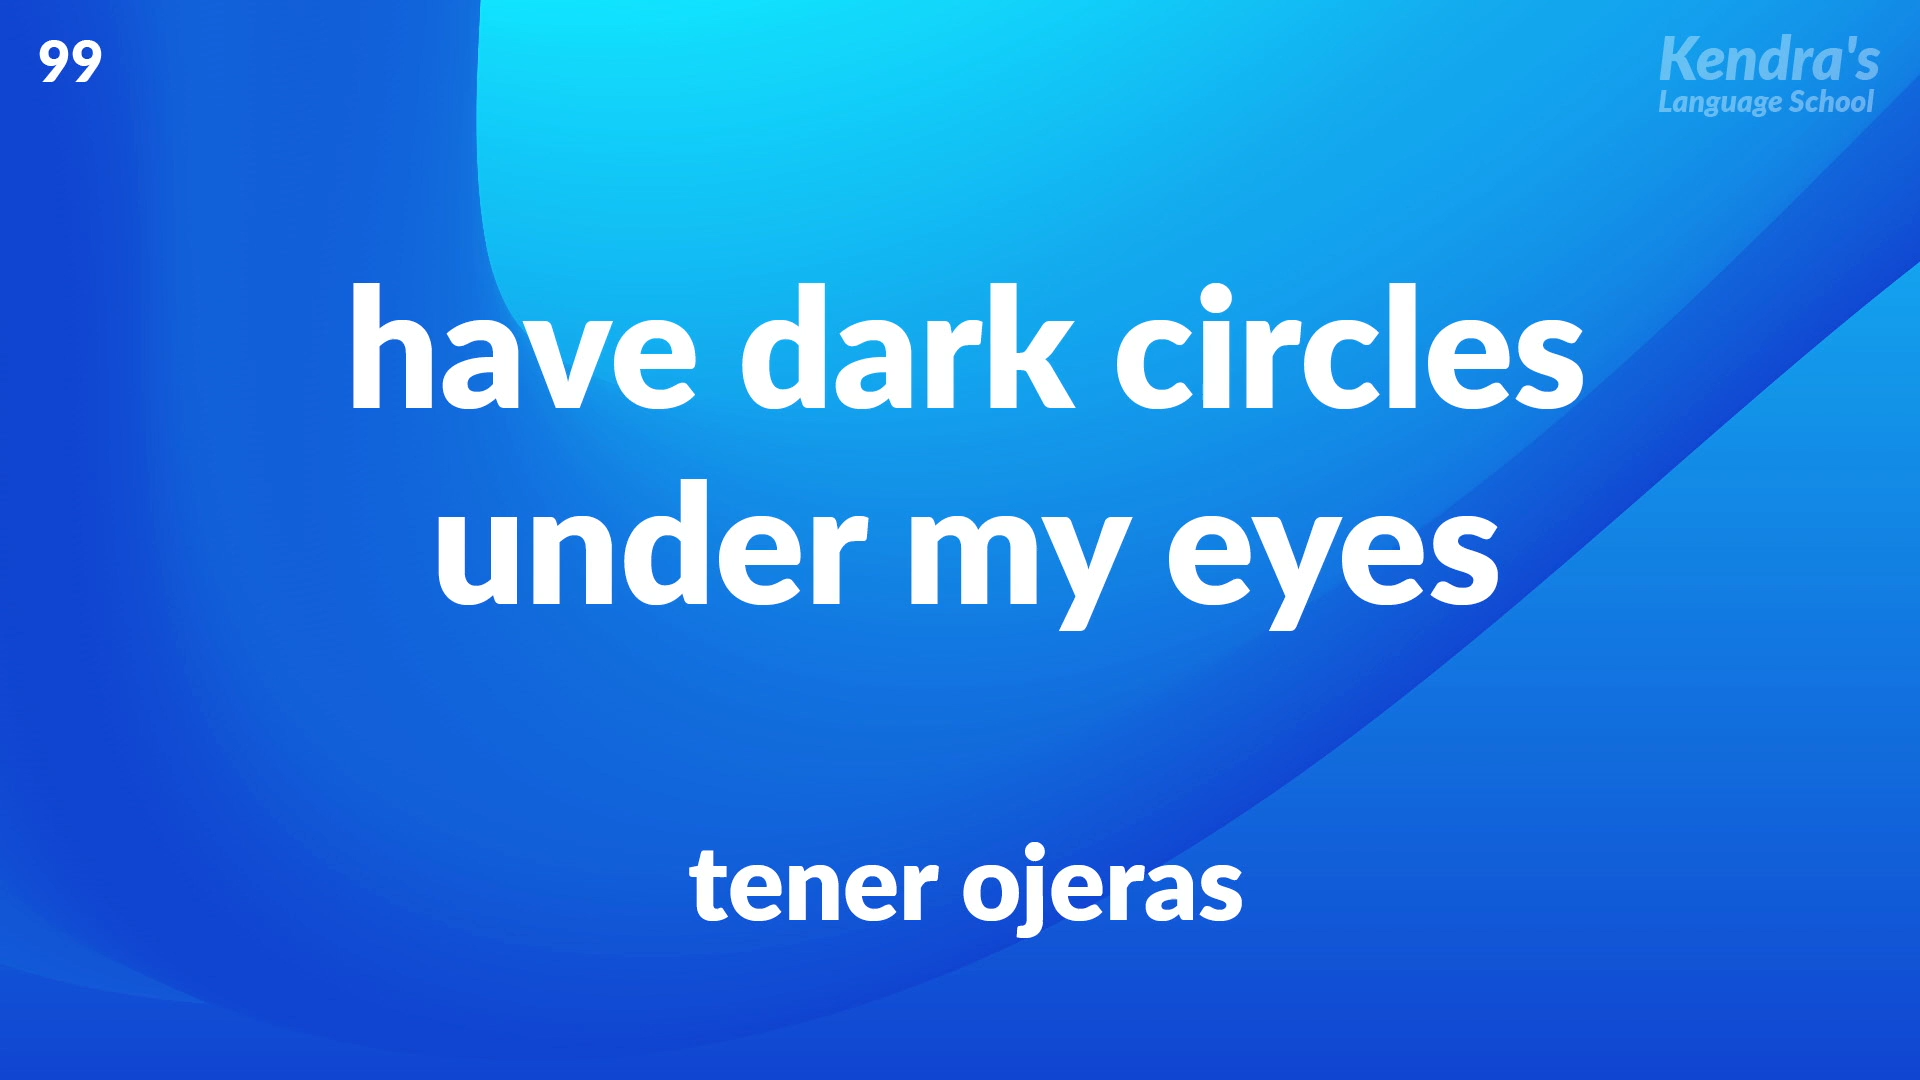 99
Kendra's
Language School
have dark circles
under my eyes
tener ojeras